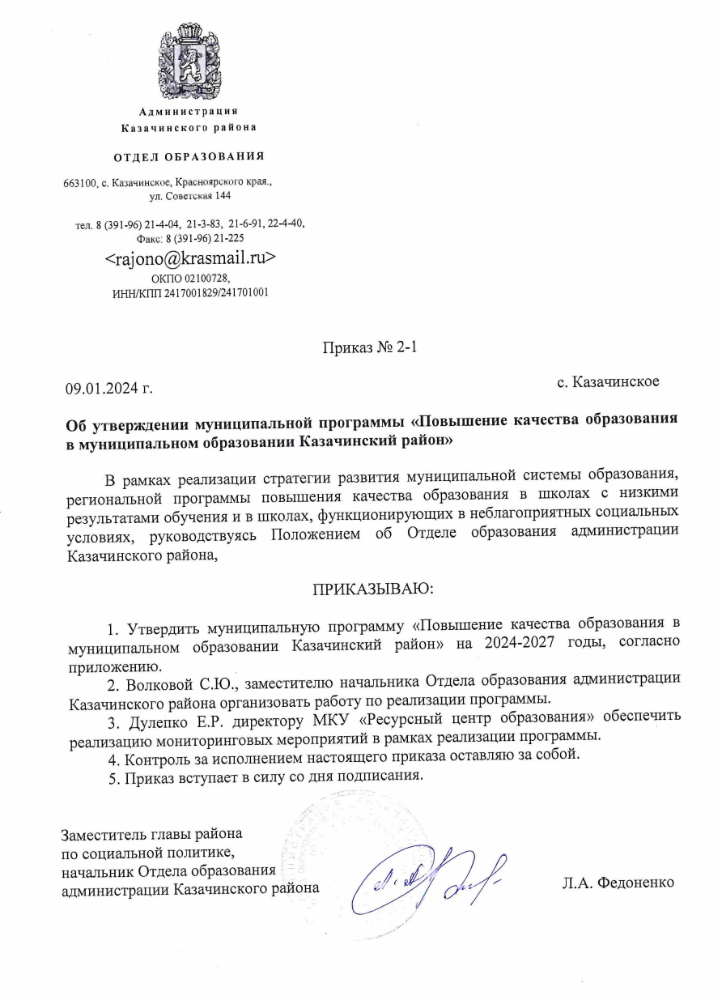 Администрация
Казачинского района
ОТДЕЛ ОБРАЗОВАНИЯ
663100, с. Казачинское, Красноярского края.,
ул. Советская 144
тел. 8 (391-96) 21-4-04, 21-3-83, 21-6-91, 22-4-40,
Факс: 8 (391-96) 21-225
<rajono@krasmail.ru>
ОКПО 02100728,
ИНН/КПП 2417001829/241701001
Приказ № 2-1
09.01.2024 г.
с. Казачинское
Об утверждении муниципальной программы «Повышение качества образования
в муниципальном образовании Казачинский район»
В рамках реализации стратегии развития муниципальной системы образования,
региональной программы повышения качества образования в школах с низкими
результатами обучения и в школах, функционирующих в неблагоприятных социальных
условиях, руководствуясь Положением об Отделе образования администрации
Казачинского района,
ПРИКАЗЫВАЮ:
1. Утвердить муниципальную программу «Повышение качества образования в
муниципальном образовании Казачинский район» на 2024-2027 годы, согласно
приложению.
2. Волковой С.Ю., заместителю начальника Отдела образования администрации
Казачинского района организовать работу по реализации программы.
3. Дулепко Е.Р. директору МКУ «Ресурсный центр образования» обеспечить
реализацию мониторинговых мероприятий в рамках реализации программы.
4. Контроль за исполнением настоящего приказа оставляю за собой.
5. Приказ вступает в силу со дня подписания.
Заместитель главы района
по социальной политике,
начальник Отдела образования
администрации Казачинского района
Л.А. Федоненко